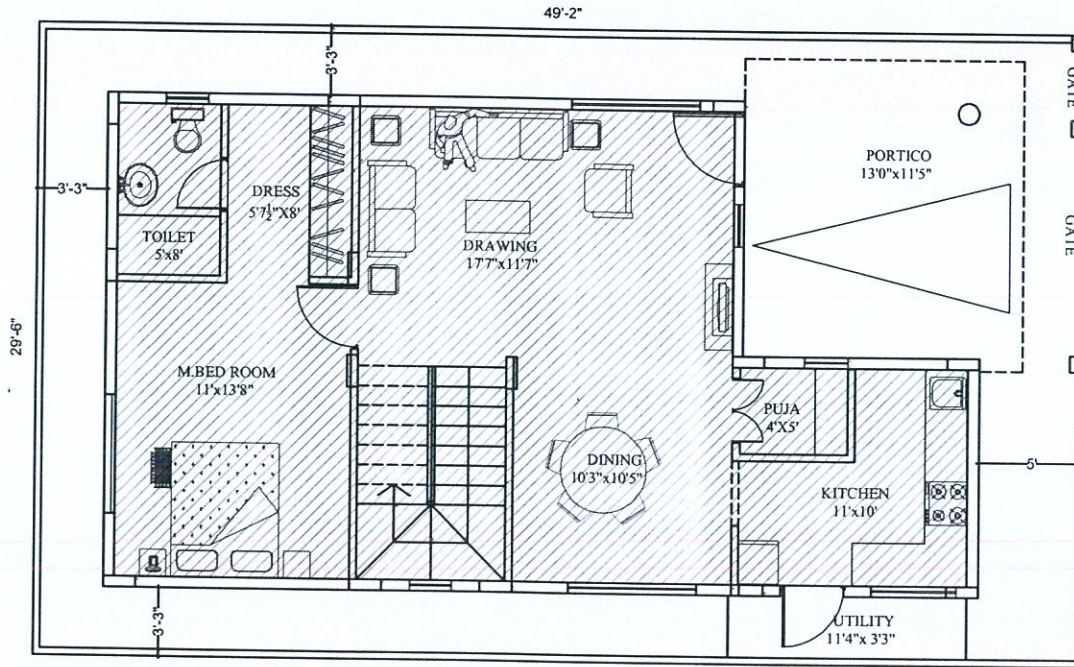 49'-2"
3'-3"
GATE
PORTICO
13'0"x11'5"
3'-3"
DRESS
5'7½"X8'
TOILET
5'x8'
DRAWING
17'7"x11'7"
GATE
29'-6"
M.BED ROOM
11'x13'8"
PUJA
4'X5'
DINING
10'3"x10'5"
5'
KITCHEN
11'x10'
3'-3"
UTILITY
11'4"x 3'3"